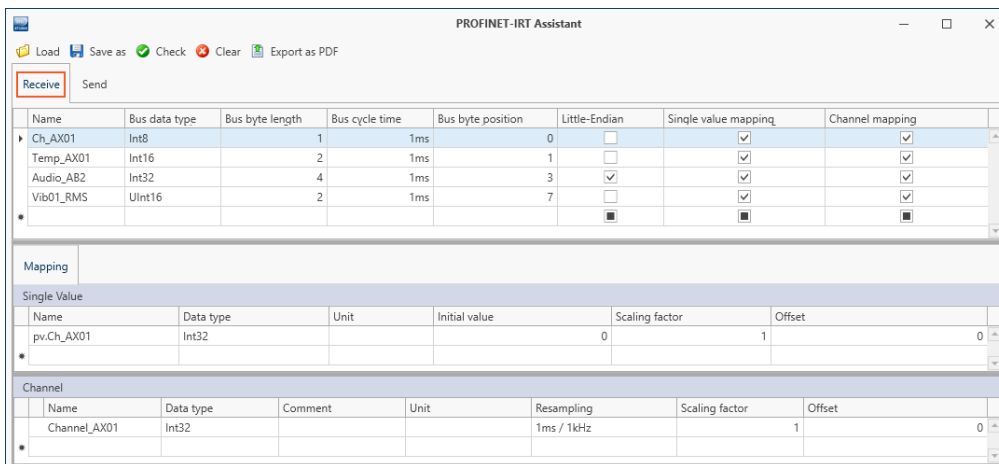 PROFINET-IRT Assistant
Load Save as Check Clear Export as PDF
Receive Send
Name Bus data type Bus byte length Bus cycle time Bus byte position Little-Endian Single value mapping Channel mapping
Ch_AX01 Int8 1 1ms 0
Temp_AX01 Int16 2 1ms 1
Audio_AB2 Int32 4 1ms 3
Vib01_RMS UInt16 2 1ms 7
Mapping
Single Value
Name Data type Unit Initial value Scaling factor Offset
pv.Ch_AX01 Int32 0 1 0
Channel
Name Data type Comment Unit Resampling Scaling factor Offset
Channel_AX01 Int32 1ms / 1kHz 1 0